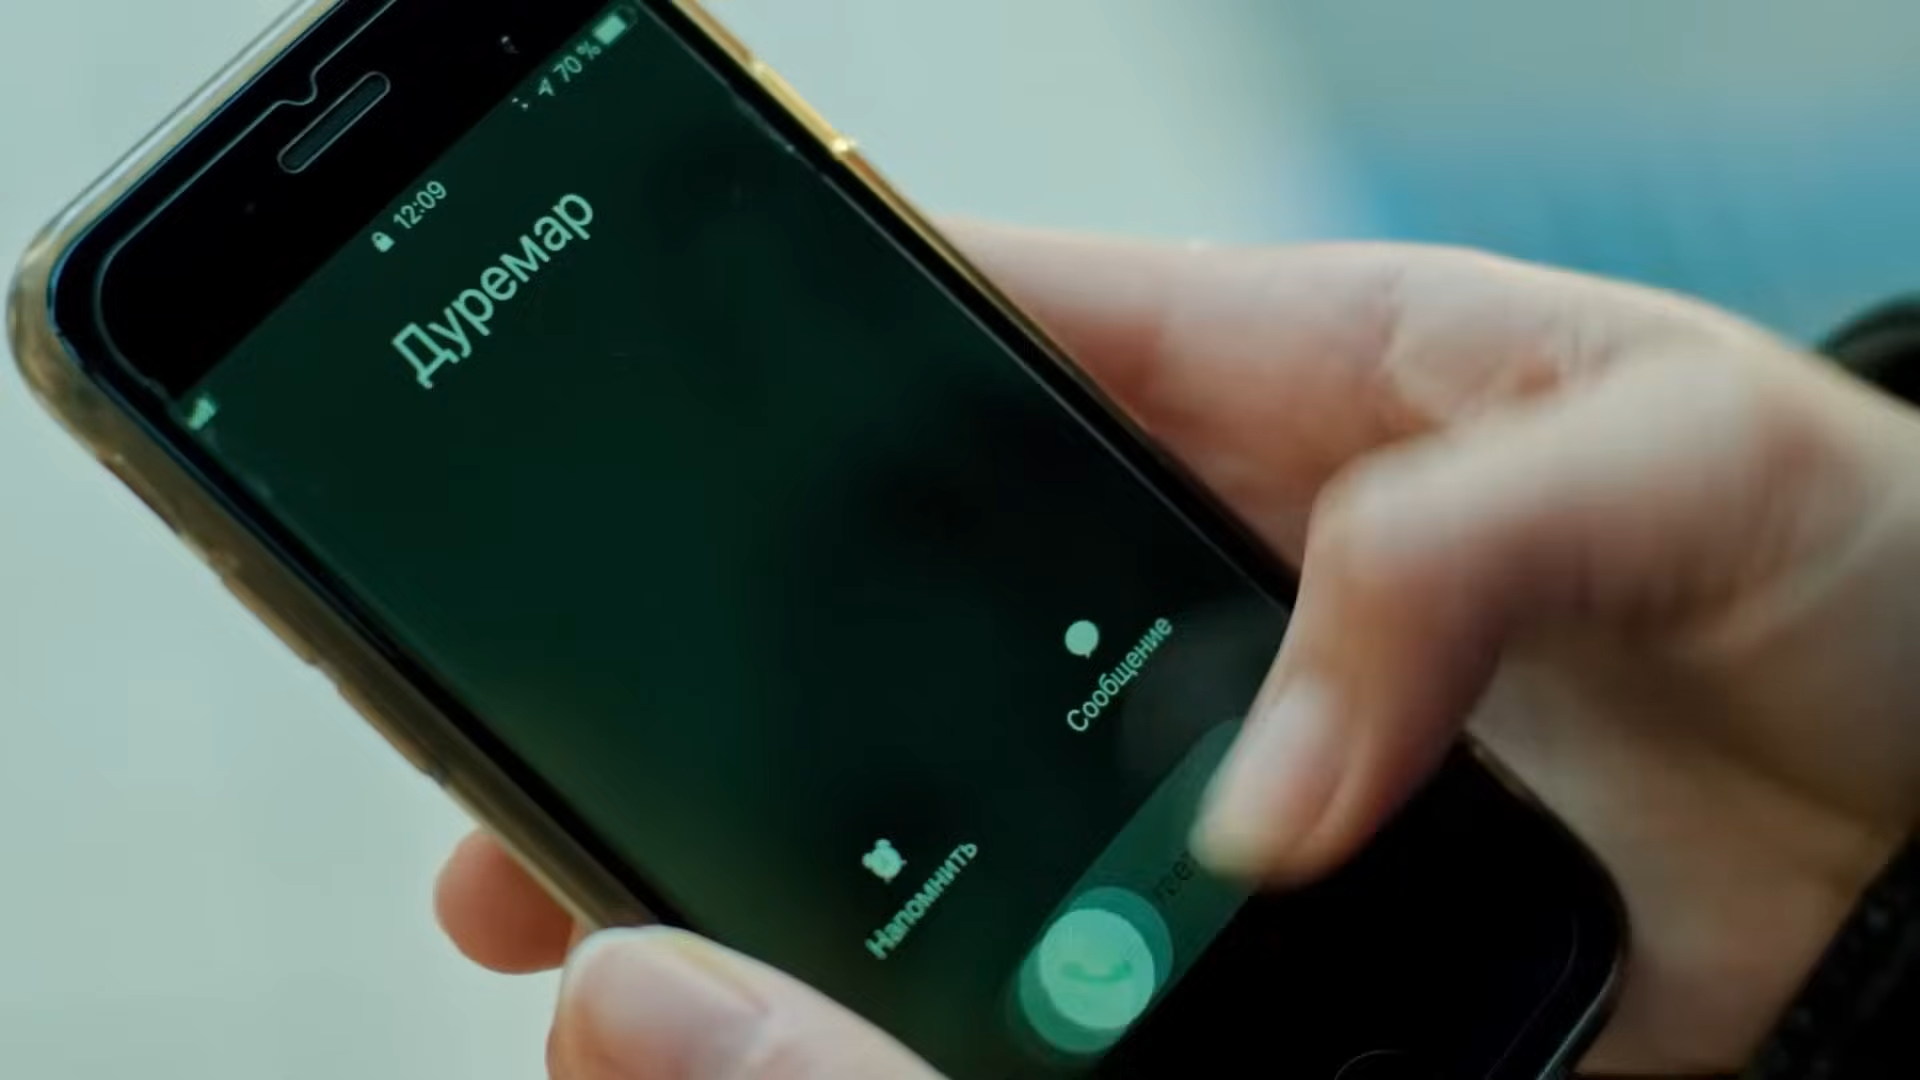 12:09
70 %
Дуремар
Напомнить
Сообщение